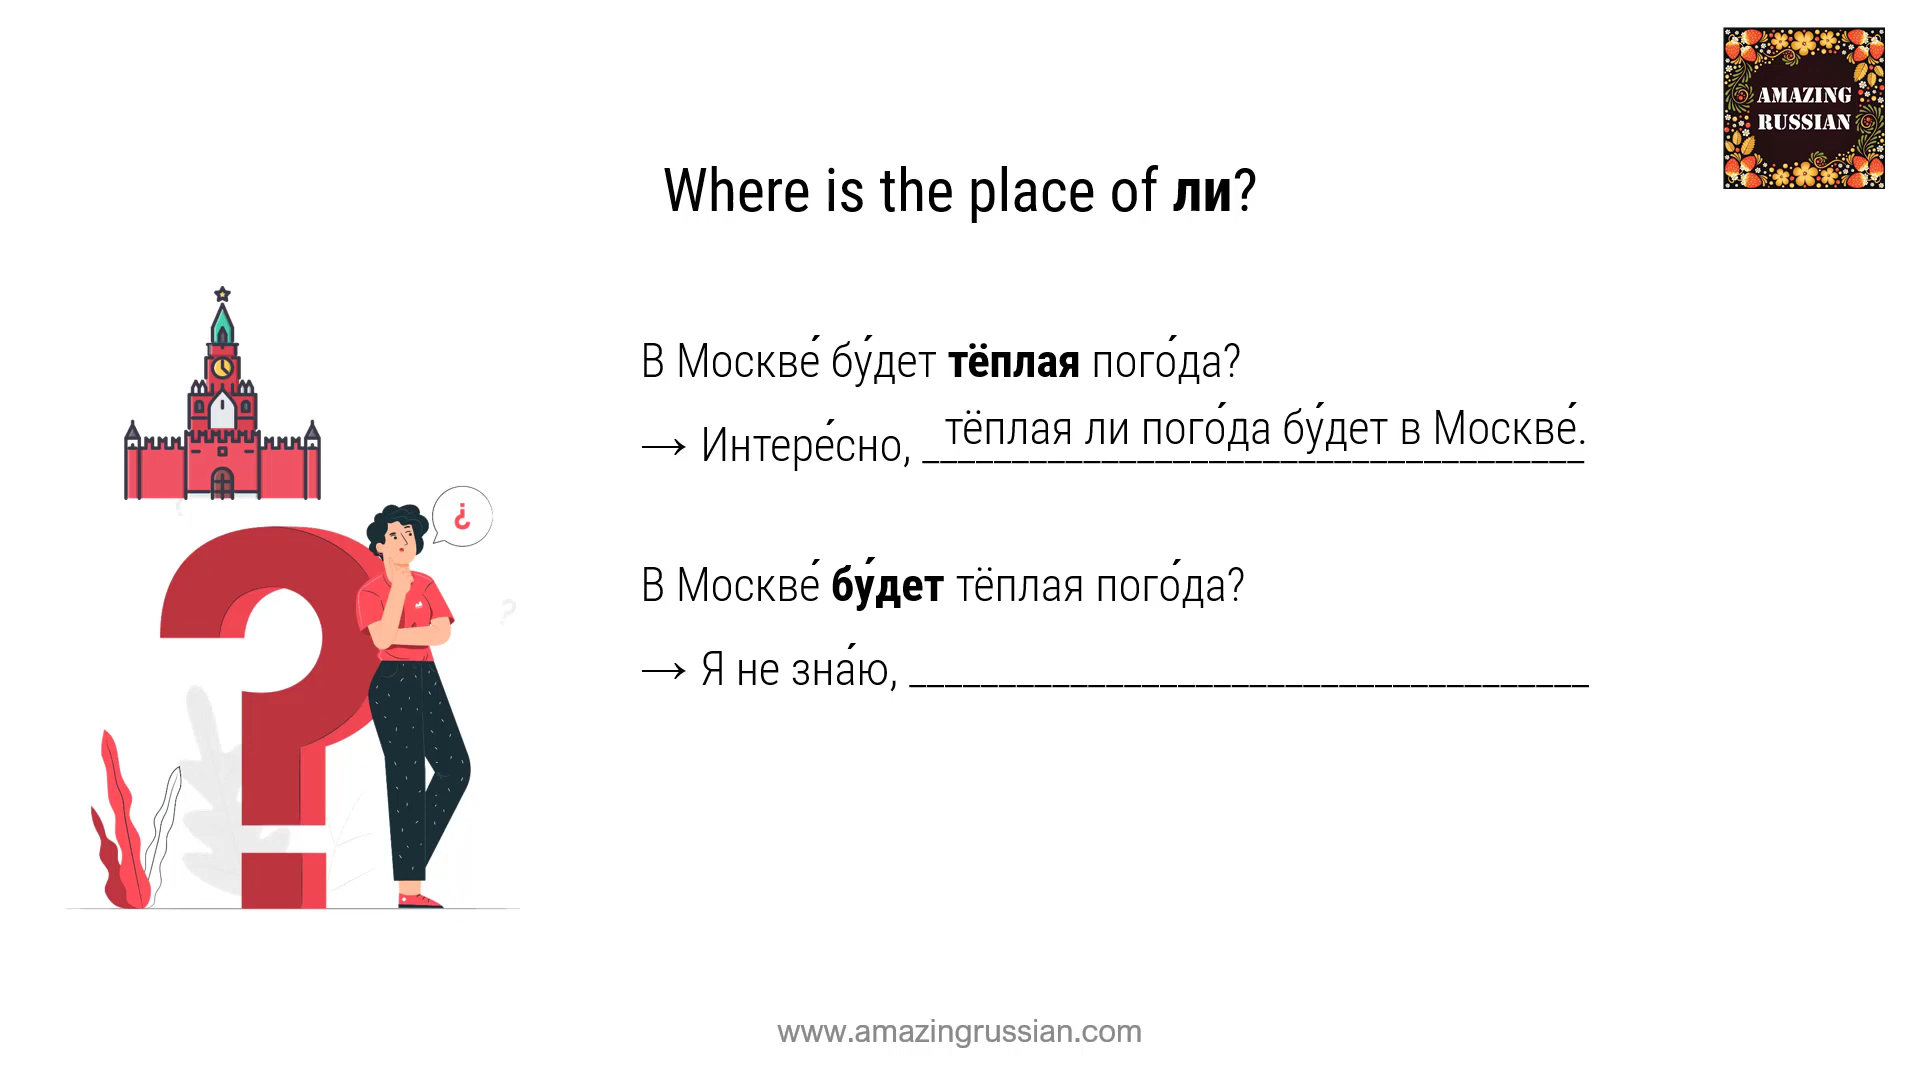 AMAZING
RUSSIAN
Where is the place of ли?
В Москве́ бу́дет тёплая пого́да?
→ Интере́сно, тёплая ли пого́да бу́дет в Москве́.
¿
В Москве́ бу́дет тёплая пого́да?
→ Я не зна́ю, ______________________________________
www.amazingrussian.com